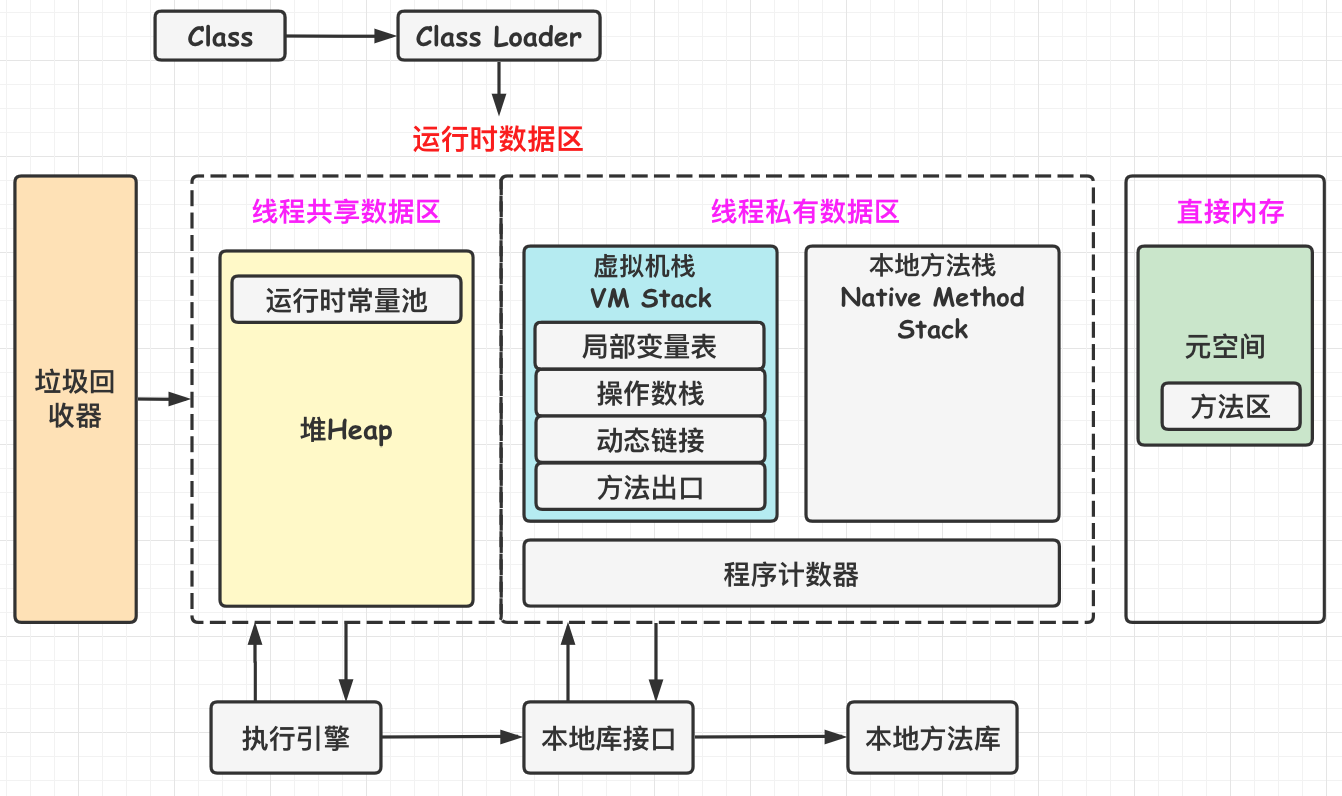 Class
Class Loader
运行时数据区
线程共享数据区
线程私有数据区
直接内存
垃圾回
收器
运行时常量池
堆Heap
虚拟机栈
VM Stack
局部变量表
操作数栈
动态链接
方法出口
本地方法栈
Native Method
Stack
程序计数器
元空间
方法区
执行引擎
本地库接口
本地方法库